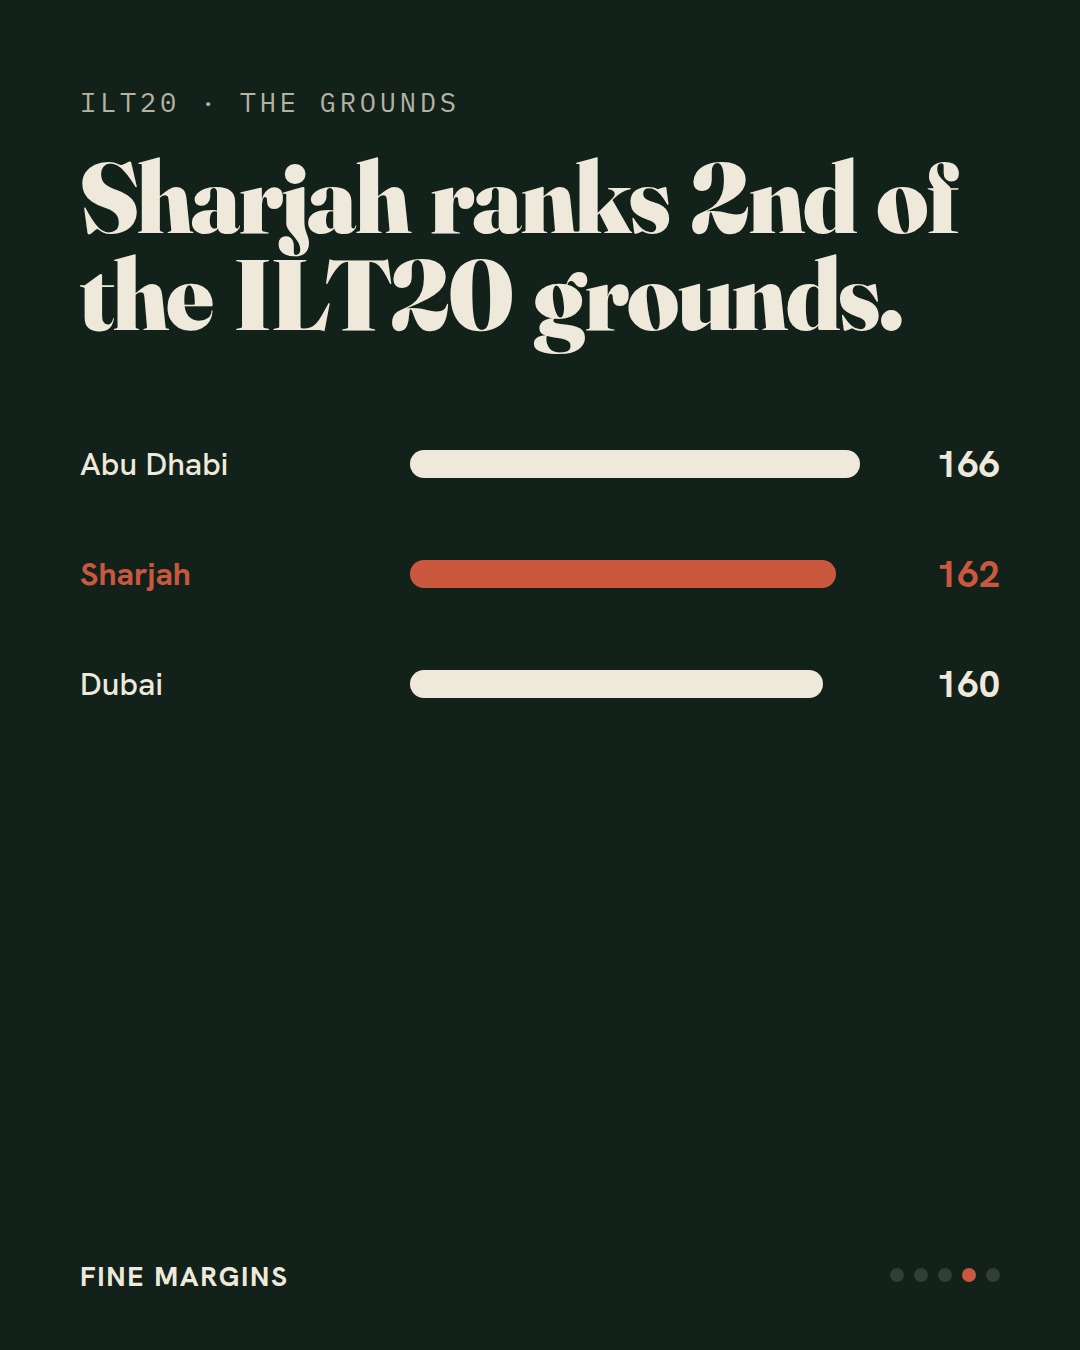 ILT20 · THE GROUNDS
Sharjah ranks 2nd of
the ILT20 grounds.
Abu Dhabi 166
Sharjah 162
Dubai 160
FINE MARGINS